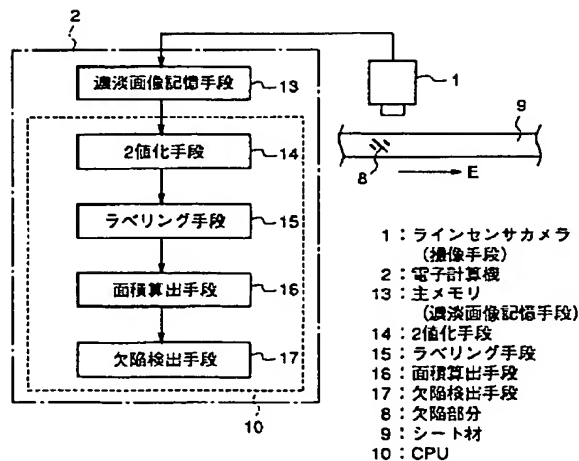 2
濃淡画像記憶手段
13
2値化手段
14
ラベリング手段
15
面積算出手段
16
欠陥検出手段
17
10
1
9
8
E
1：ラインセンサカメラ
（撮像手段）
2：電子計算機
13：主メモリ
（濃淡画像記憶手段）
14：2値化手段
15：ラベリング手段
16：面積算出手段
17：欠陥検出手段
8：欠陥部分
9：シート材
10：CPU